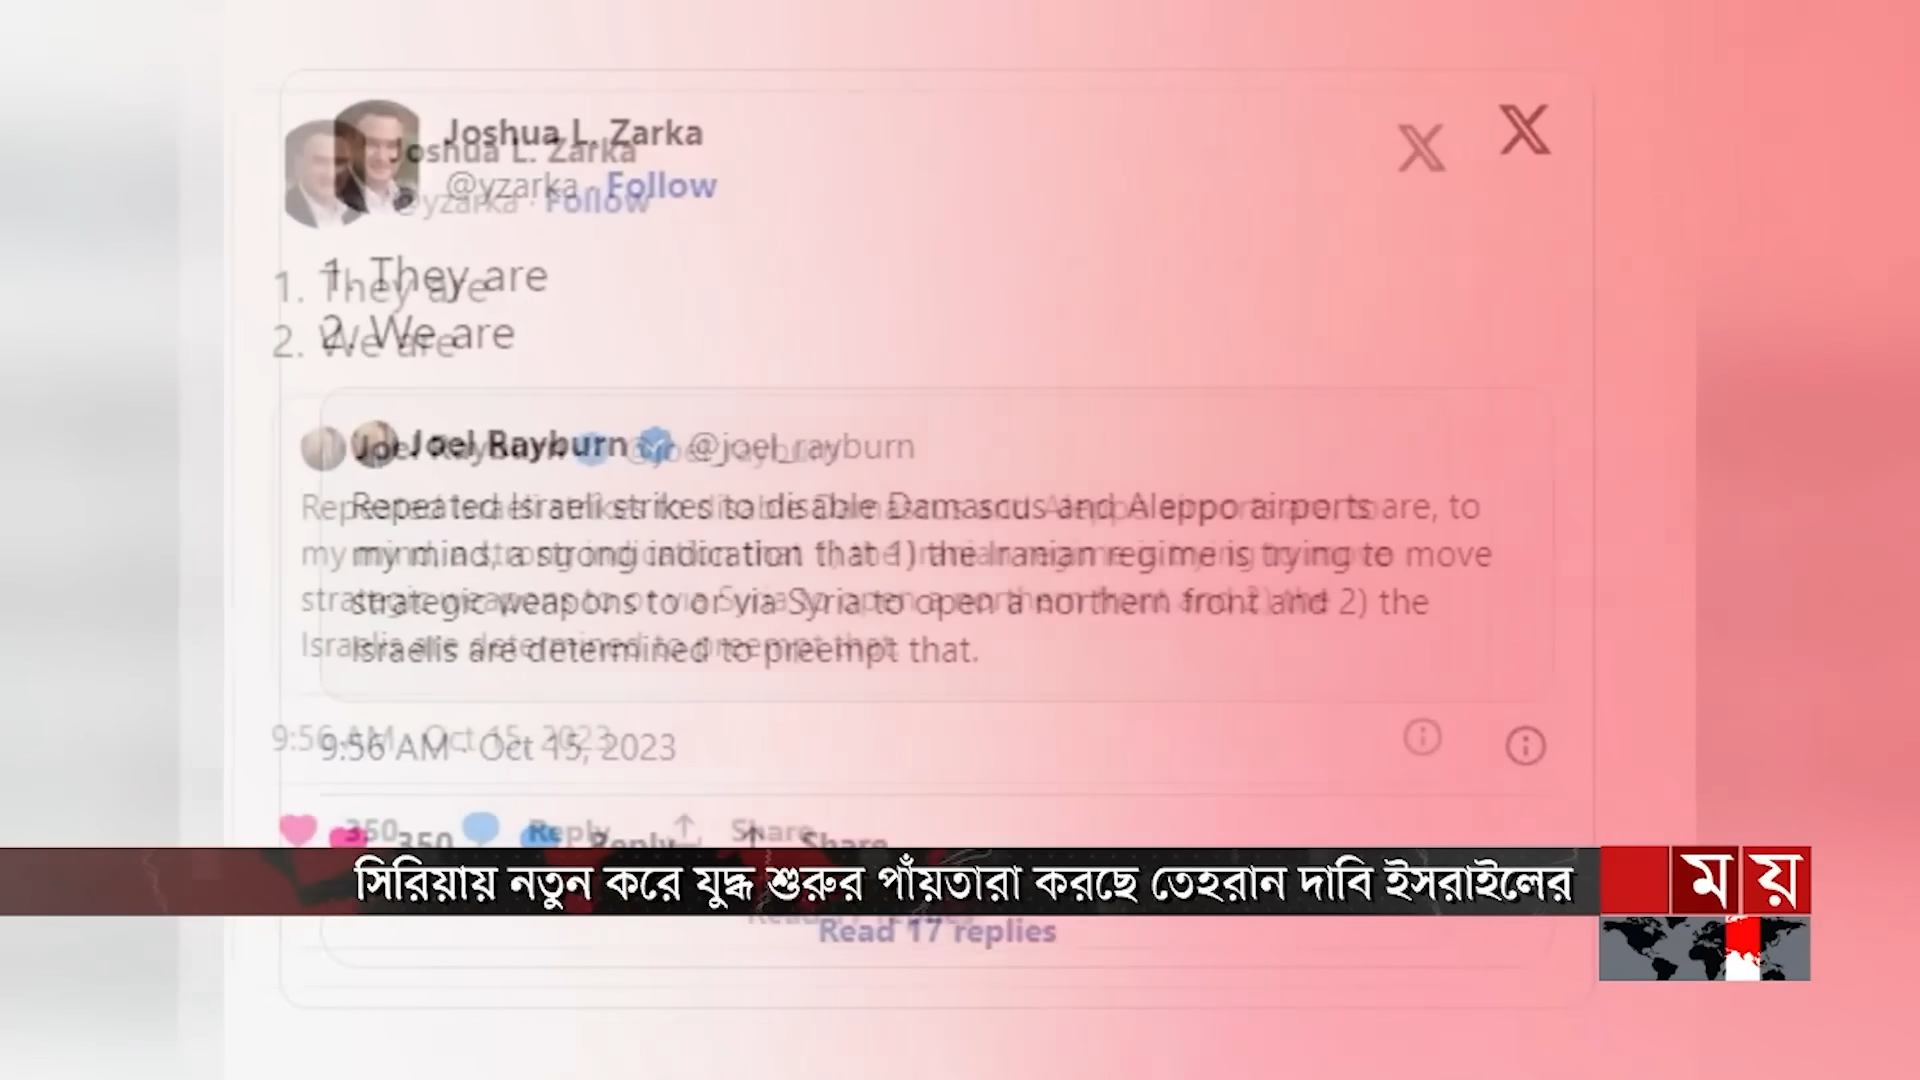 Joshua L. Zarka
@yzarka · Follow
1. They are
2. We are
Joel Rayburn @joel_rayburn
Repeated Israeli strikes to disable Damascus and Aleppo airports are, to
my mind, a strong indication that 1) the Iranian regime is trying to move
strategic weapons to or via Syria to open a northern front and 2) the
Israelis are determined to preempt that.
9:56 AM · Oct 15, 2023
350 Reply Share
সিরিয়ায় নতুন করে যুদ্ধ শুরুর পাঁয়তারা করছে তেহরান দাবি ইসরাইলের
ময়
Read 17 replies